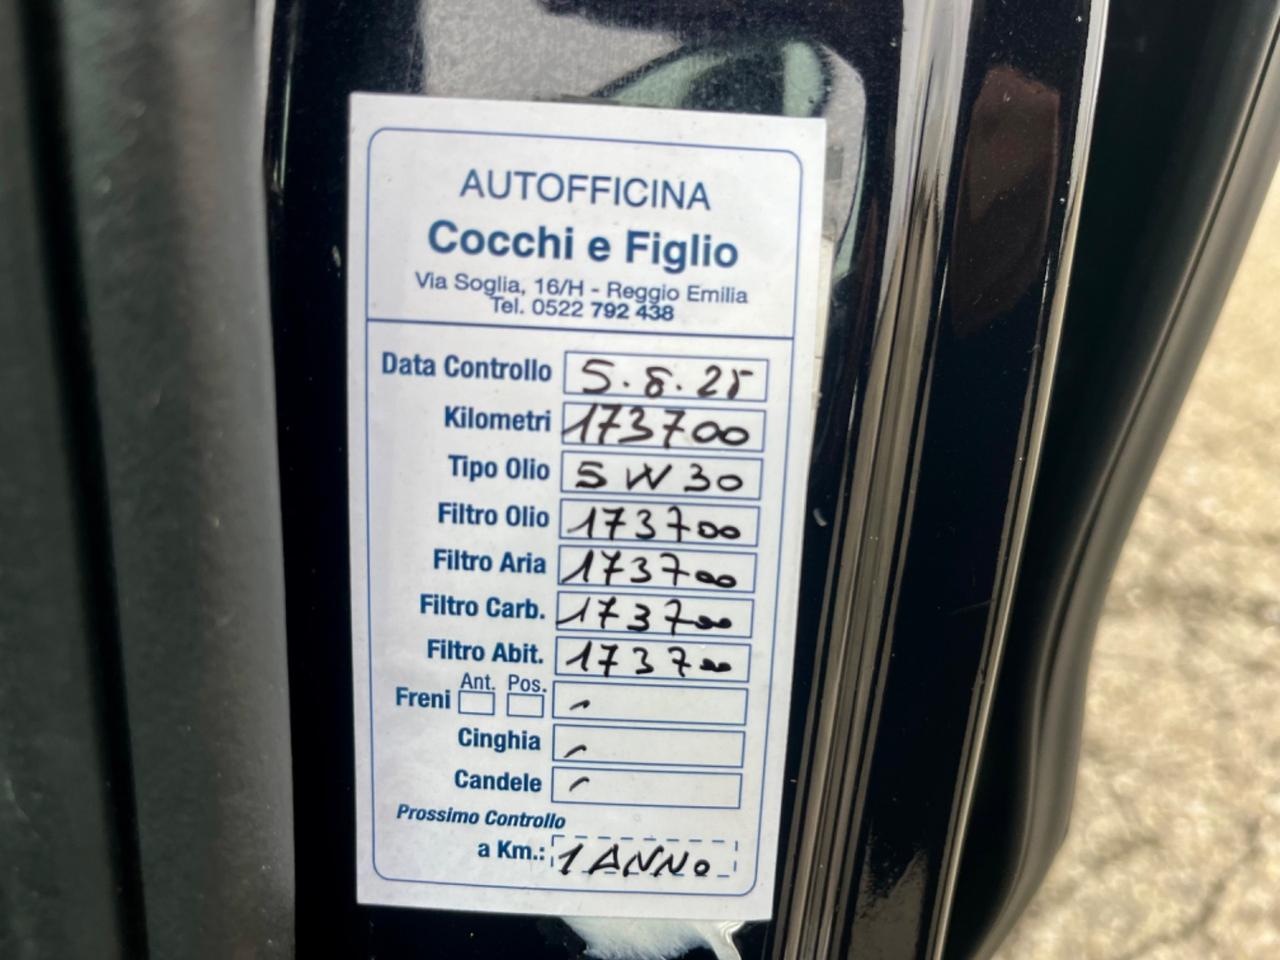 AUTOFFICINA
Cocchi e Figlio
Via Soglia, 16/H - Reggio Emilia
Tel. 0522 792 438
Data Controllo 5.8.25
Kilometri 173700
Tipo Olio 5W30
Filtro Olio 173700
Filtro Aria 173700
Filtro Carb. 173700
Filtro Abit. 173700
Ant. Pos.
Freni
Cinghia
Candele
Prossimo Controllo
a Km.: 1 ANNO